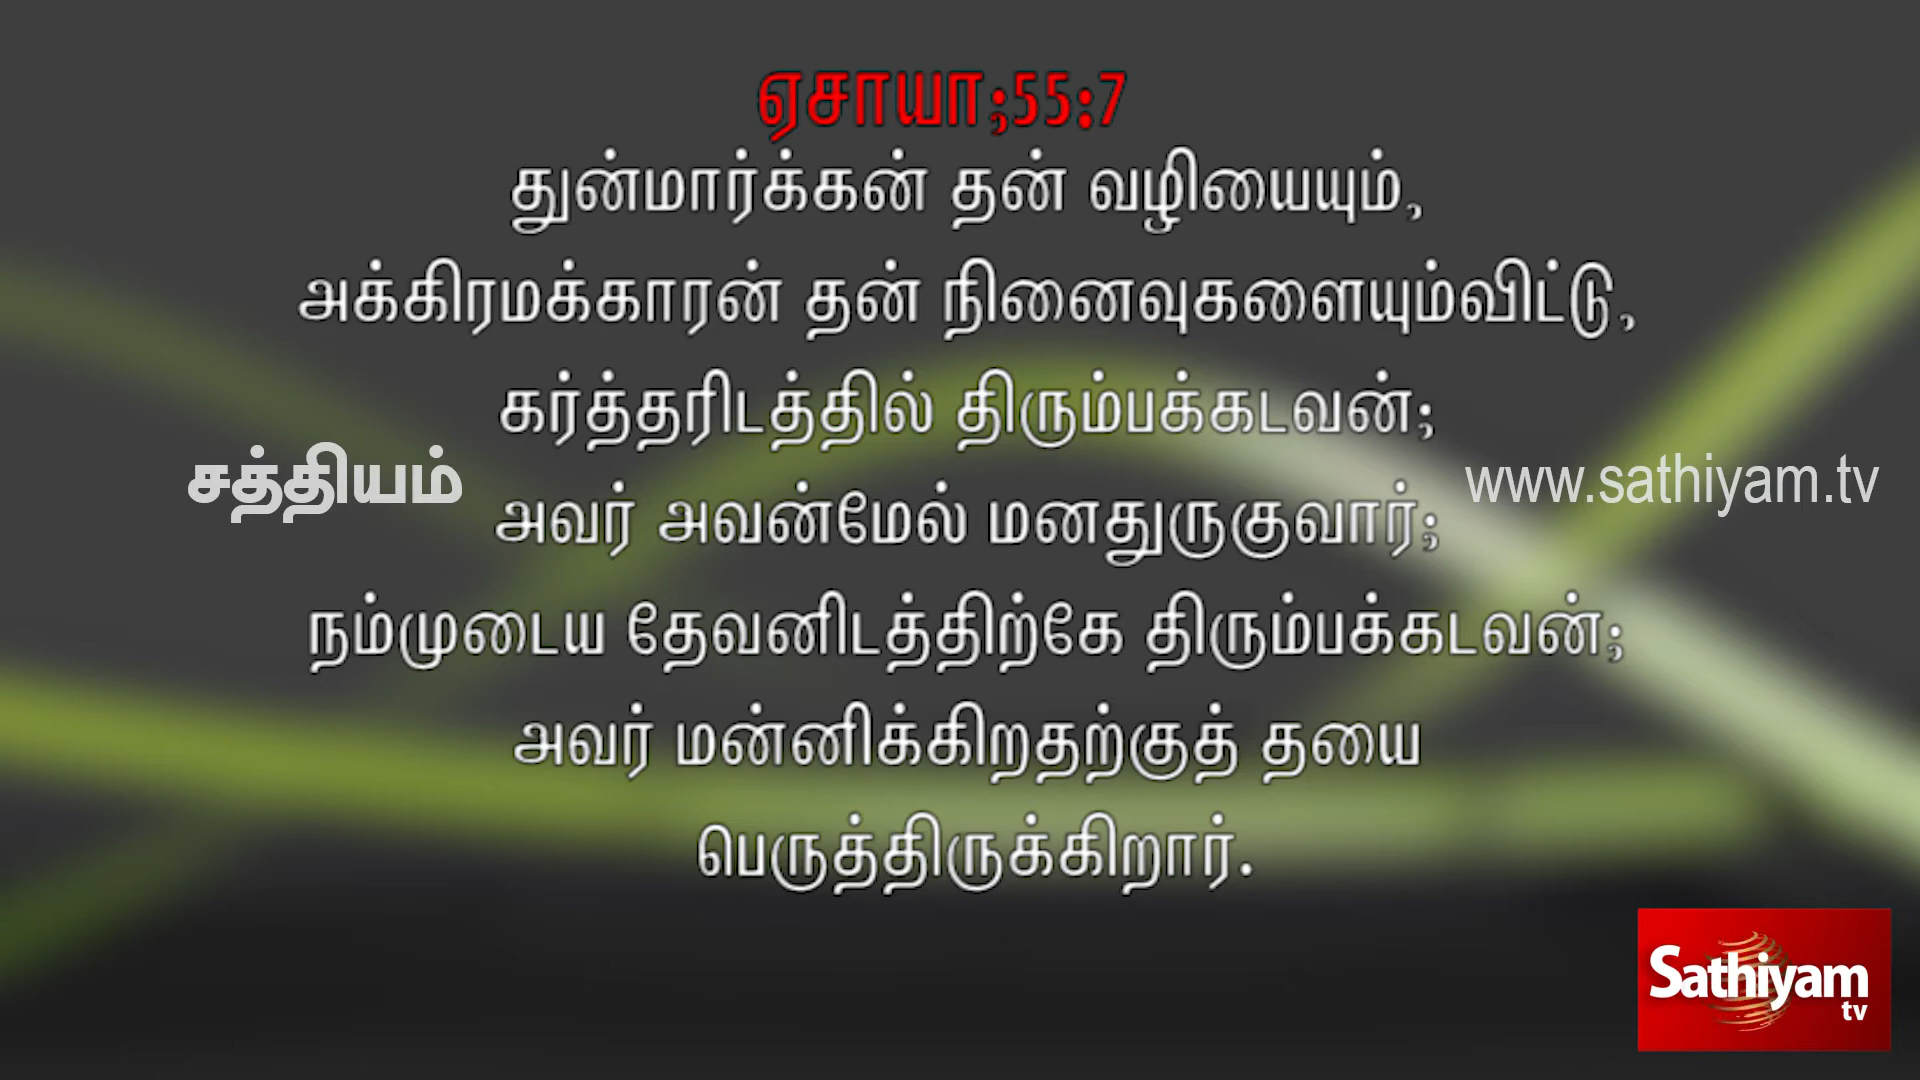 ஏசாயா;55:7
துன்மார்க்கன் தன் வழியையும்,
அக்கிரமக்காரன் தன் நினைவுகளையும்விட்டு,
கர்த்தரிடத்தில் திரும்பக்கடவன்;
சத்தியம்
www.sathiyam.tv
அவர் அவன்மேல் மனதுருகுவார்;
நம்முடைய தேவனிடத்திற்கே திரும்பக்கடவன்;
அவர் மன்னிக்கிறதற்குத் தயை
பெருத்திருக்கிறார்.
Sathiyam
tv